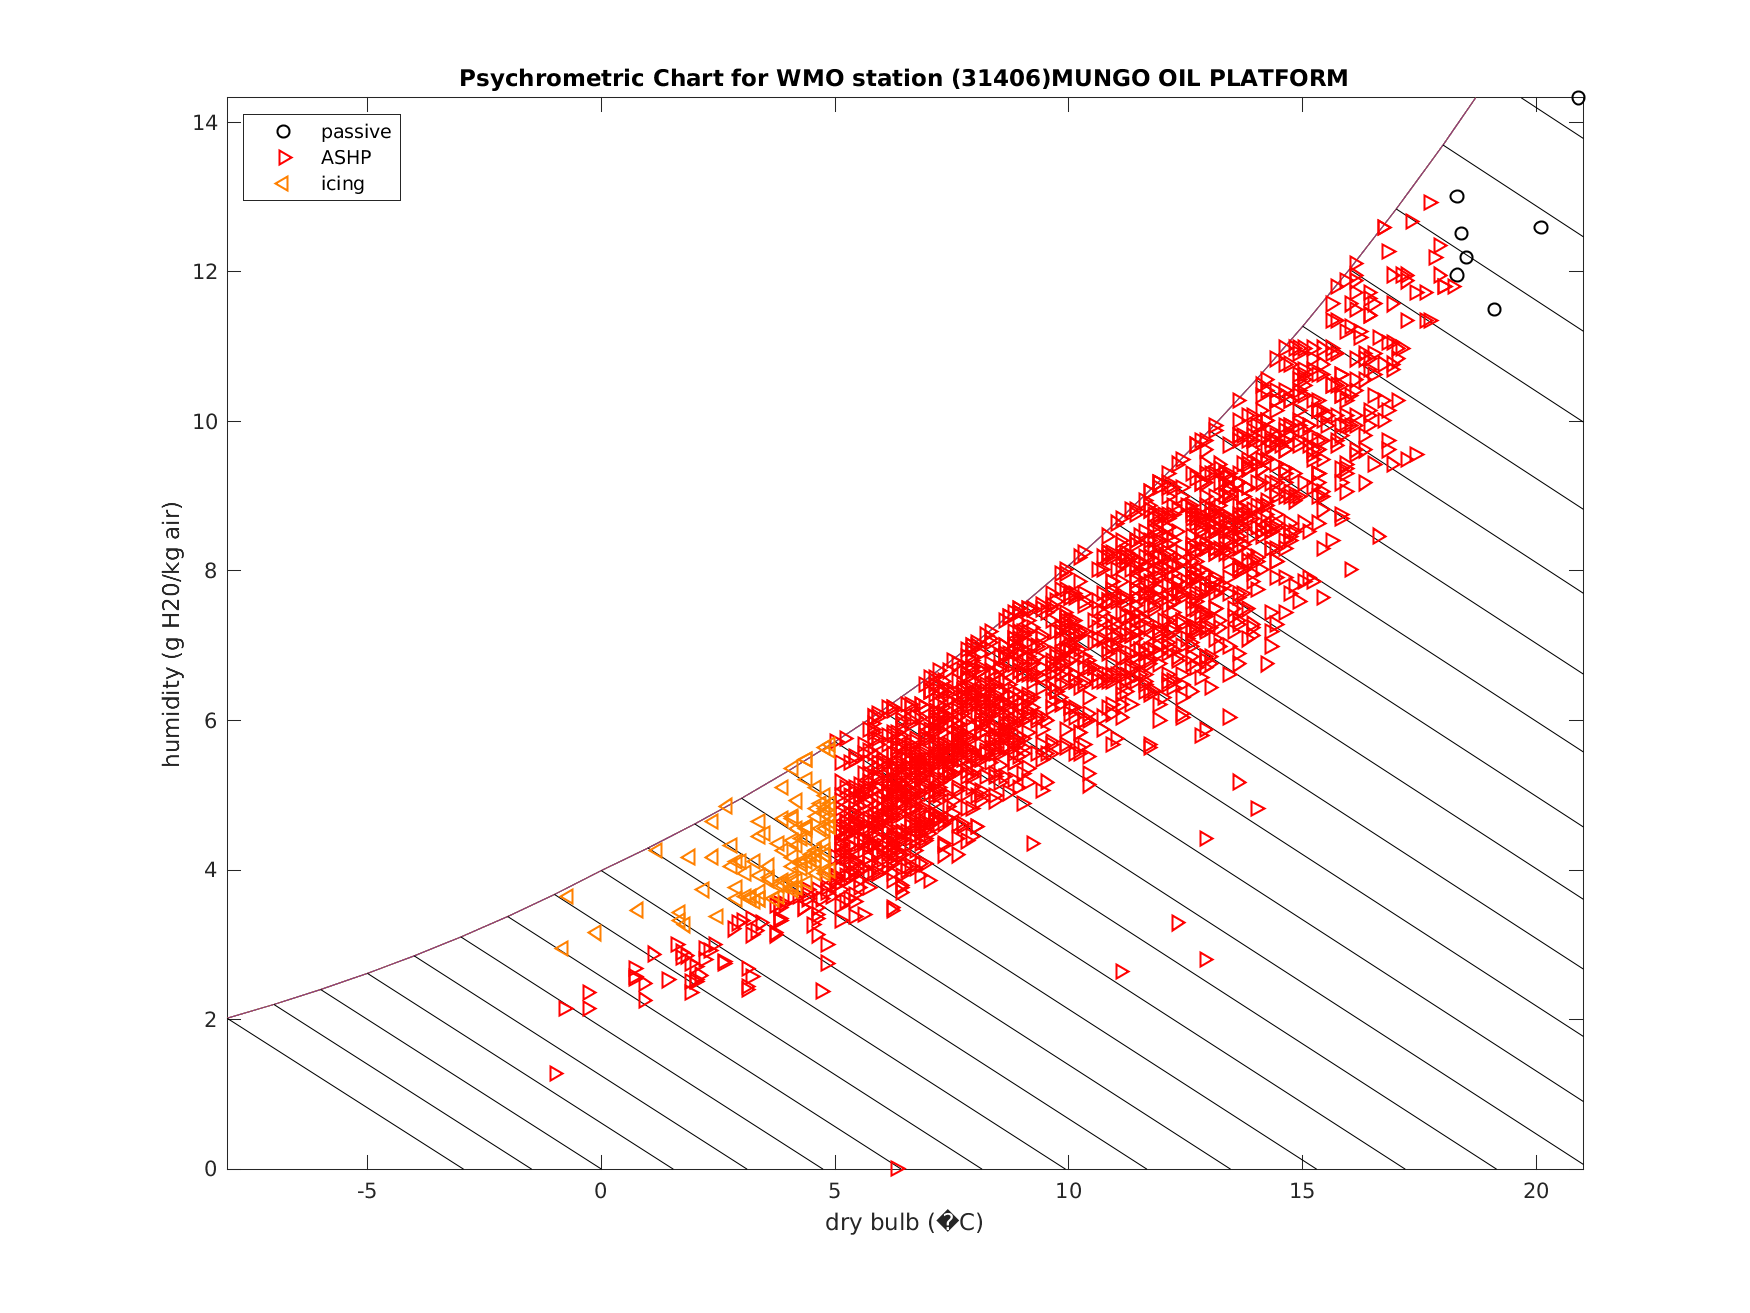 Psychrometric Chart for WMO station (31406)MUNGO OIL PLATFORM
passive
ASHP
icing
humidity (g H20/kg air)
14
12
10
8
6
4
2
0
-5 0 5 10 15 20
dry bulb (�C)